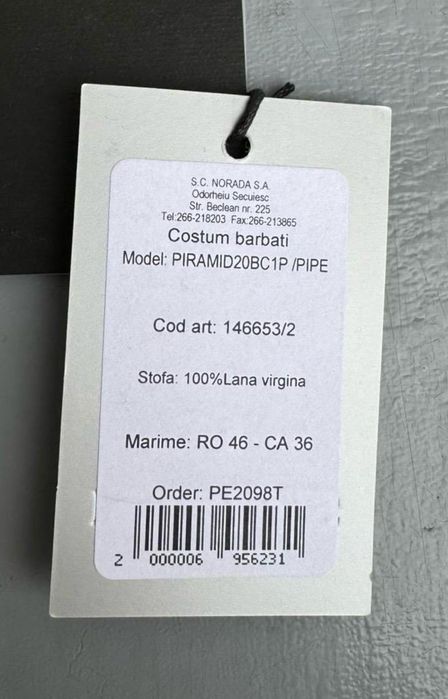 S.C. NORADA S.A.
Odorheiu Secuiesc
Str. Beclean nr. 225
Tel:266-218203 Fax:266-213865
Costum barbati
Model: PIRAMID20BC1P /PIPE
Cod art: 146653/2
Stofa: 100%Lana virgina
Marime: RO 46 - CA 36
Order: PE2098T
2 000006 956231